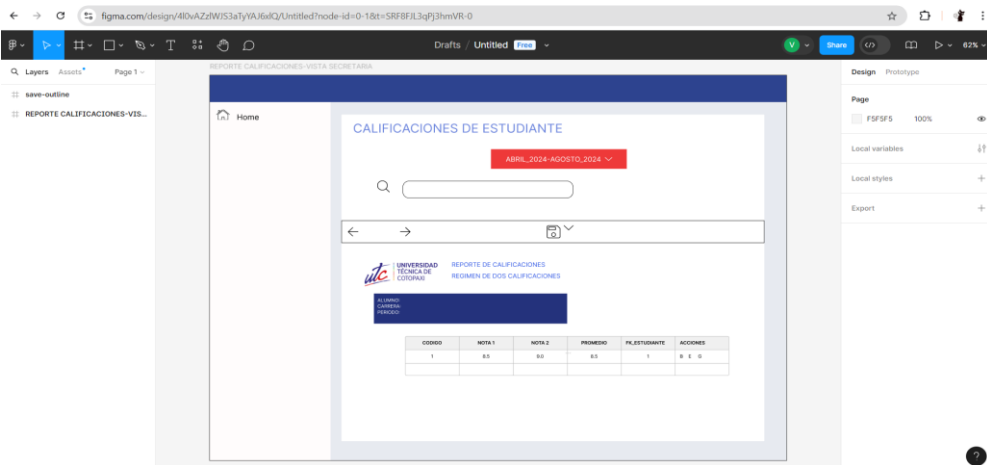 figma.com/design/4l0vAZzlWJS3aTyYAJ6xlQ/Untitled?node-id=0-1&t=SRF8FJL3qPj3hmVR-0
Drafts / Untitled Free
V
Share
62%
Layers Assets Page 1
save-outline
REPORTE CALIFICACIONES-VIS...
REPORTE CALIFICACIONES-VISTA SECRETARIA
Home
CALIFICACIONES DE ESTUDIANTE
ABRIL_2024-AGOSTO_2024
utc
UNIVERSIDAD
TÉCNICA DE
COTOPAXI
REPORTE DE CALIFICACIONES
REGIMEN DE DOS CALIFICACIONES
ALUMNO:
CARRERA:
PERIODO:
CODIGO NOTA 1 NOTA 2 PROMEDIO FK_ESTUDIANTE ACCIONES
1 8.5 9.0 8.5 1 B E G
Design Prototype
Page
F5F5F5 100%
Local variables
Local styles
Export
?